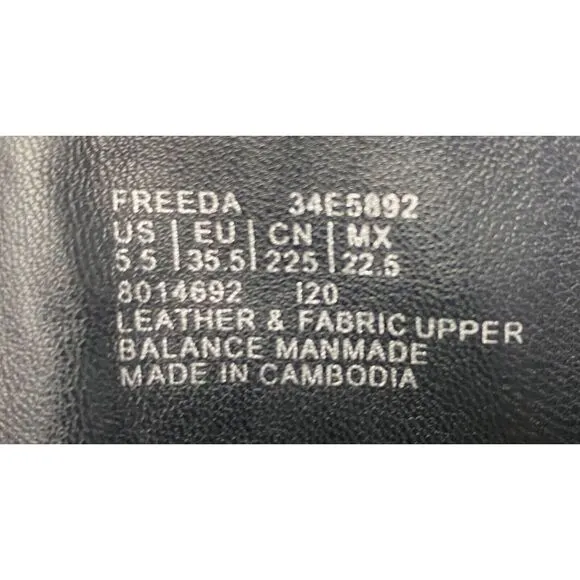 FREEDA 34E5892
US | EU | CN | MX
5.5 | 35.5 | 225 | 22.5
8014692 I20
LEATHER & FABRIC UPPER
BALANCE MANMADE
MADE IN CAMBODIA